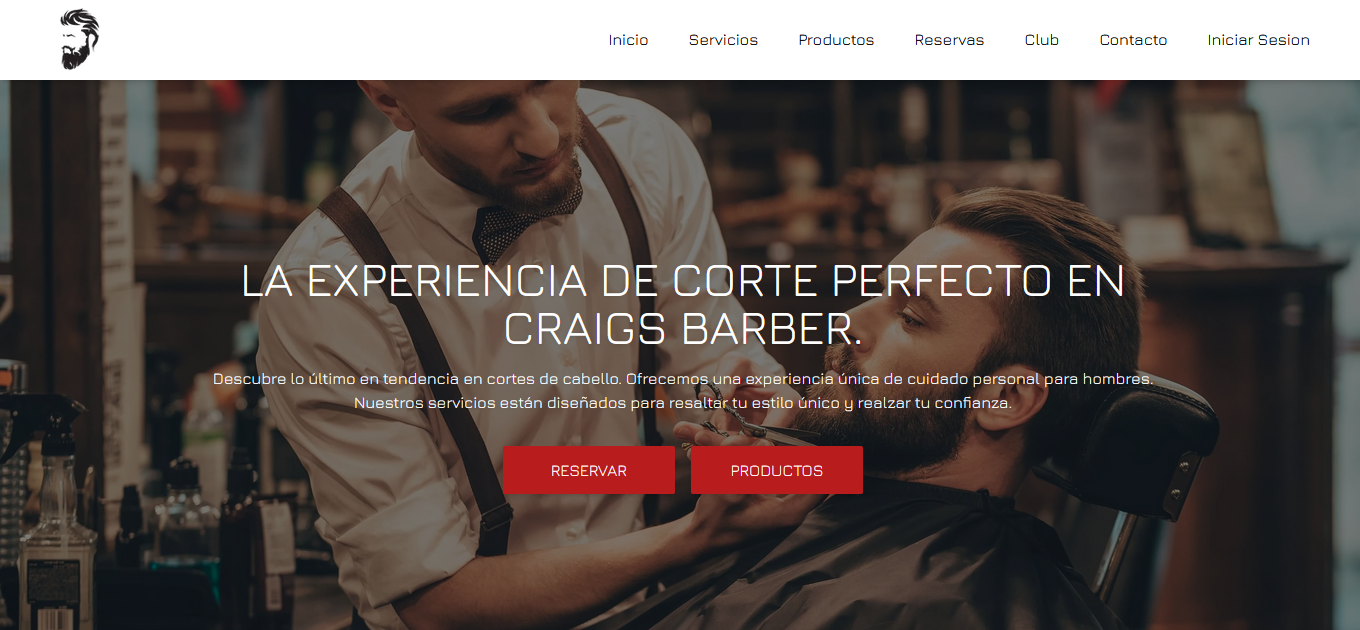 Inicio Servicios Productos Reservas Club Contacto Iniciar Sesion
LA EXPERIENCIA DE CORTE PERFECTO EN
CRAIGS BARBER.
Descubre lo último en tendencia en cortes de cabello. Ofrecemos una experiencia única de cuidado personal para hombres.
Nuestros servicios están diseñados para resaltar tu estilo único y realzar tu confianza.
RESERVAR PRODUCTOS